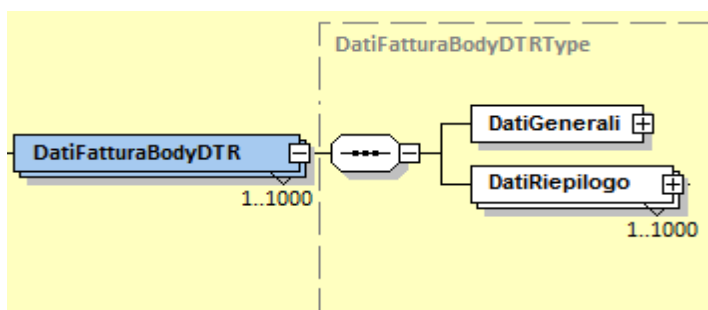 DatiFatturaBodyDTRType
DatiGenerali
DatiFatturaBodyDTR
1..1000
DatiRiepilogo
1..1000